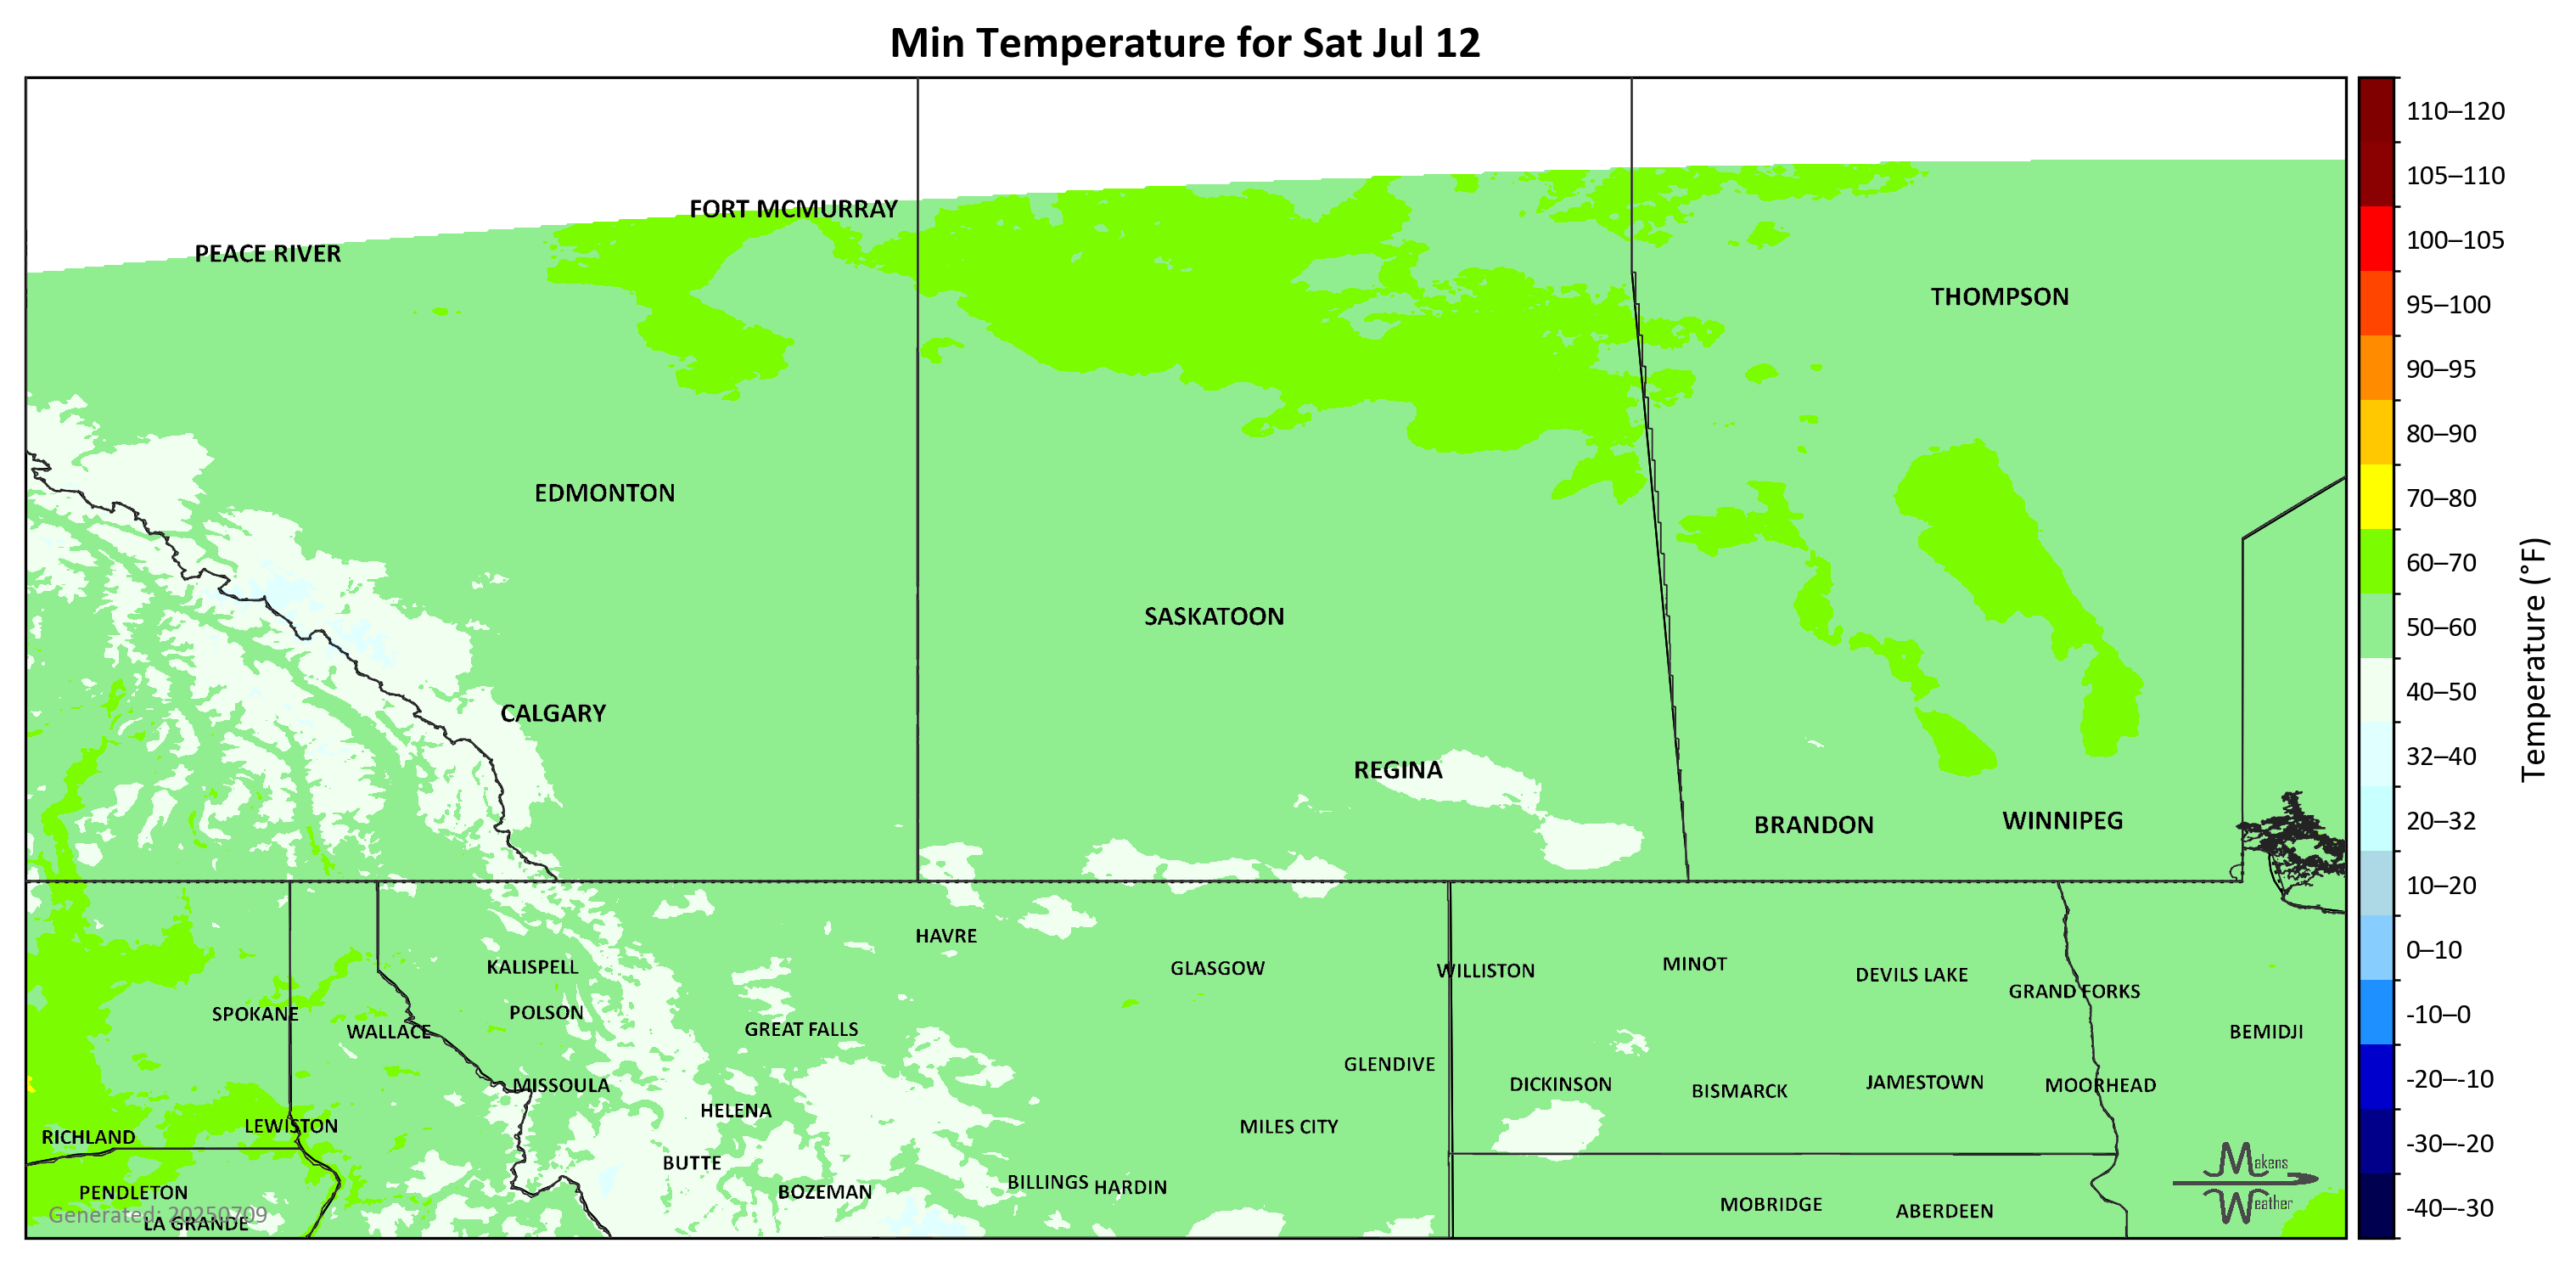 Min Temperature for Sat Jul 12
110–120
105–110
FORT MCMURRAY
100–105
PEACE RIVER
THOMPSON
95–100
90–95
80–90
EDMONTON
70–80
60–70
SASKATOON
50–60
Temperature (°F)
40–50
CALGARY
32–40
REGINA
20–32
BRANDON
WINNIPEG
10–20
HAVRE
0–10
KALISPELL
GLASGOW
WILLISTON
MINOT
DEVILS LAKE
GRAND FORKS
SPOKANE
POLSON
-10–0
WALLACE
GREAT FALLS
BEMIDJI
GLENDIVE
MISSOULA
DICKINSON
BISMARCK
JAMESTOWN
MOORHEAD
-20–-10
HELENA
LEWISTON
MILES CITY
RICHLAND
-30–-20
BUTTE
Makens
PENDLETON
BOZEMAN
BILLINGS
HARDIN
Weather
MOBRIDGE
ABERDEEN
-40–-30
Generated: 20250709
LA GRANDE